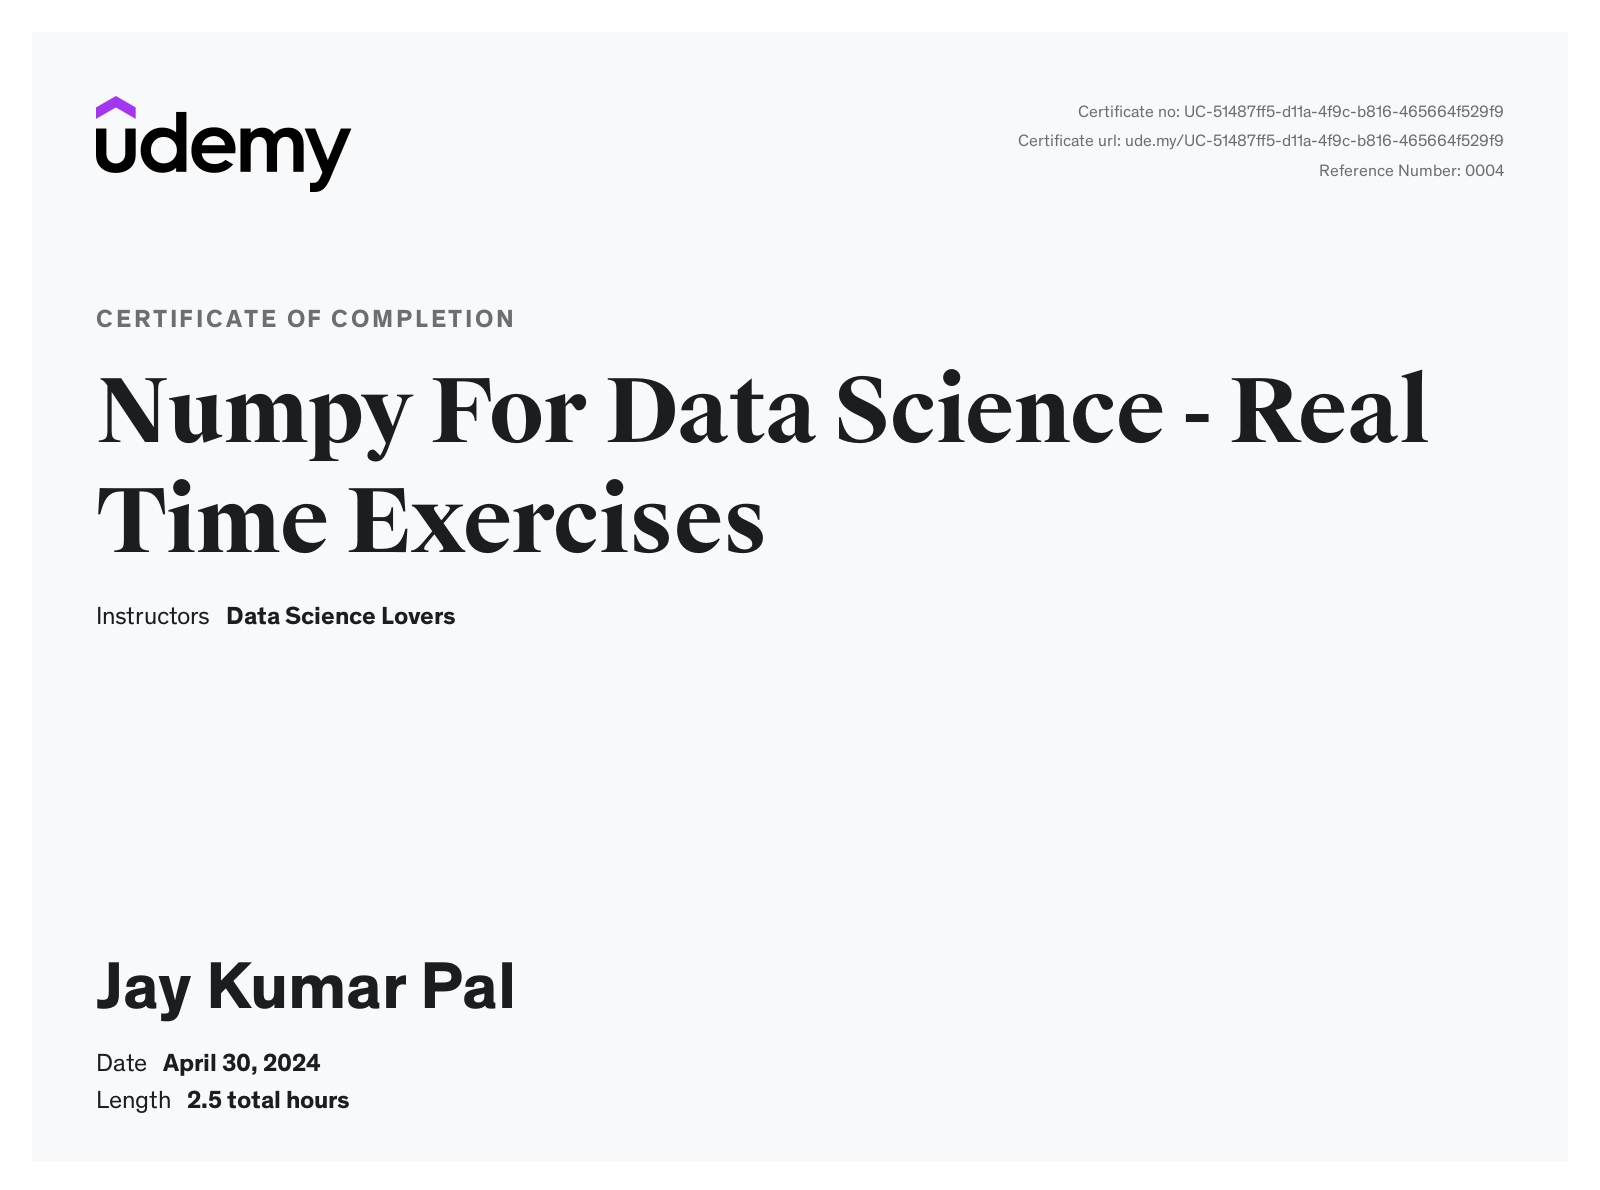 udemy
Certificate no: UC-51487ff5-d11a-4f9c-b816-465664f529f9
Certificate url: ude.my/UC-51487ff5-d11a-4f9c-b816-465664f529f9
Reference Number: 0004
CERTIFICATE OF COMPLETION
Numpy For Data Science - Real
Time Exercises
Instructors Data Science Lovers
Jay Kumar Pal
Date April 30, 2024
Length 2.5 total hours